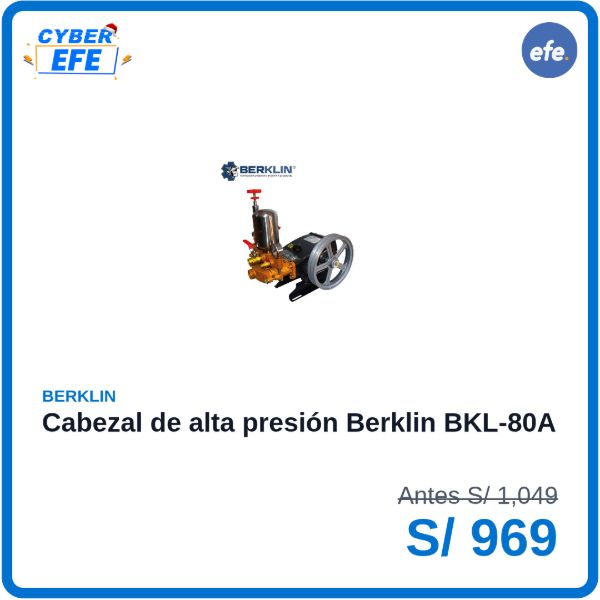 CYBER
EFE
efe.
BERKLIN®
BERKLIN
Cabezal de alta presión Berklin BKL-80A
Antes S/ 1,049
S/ 969